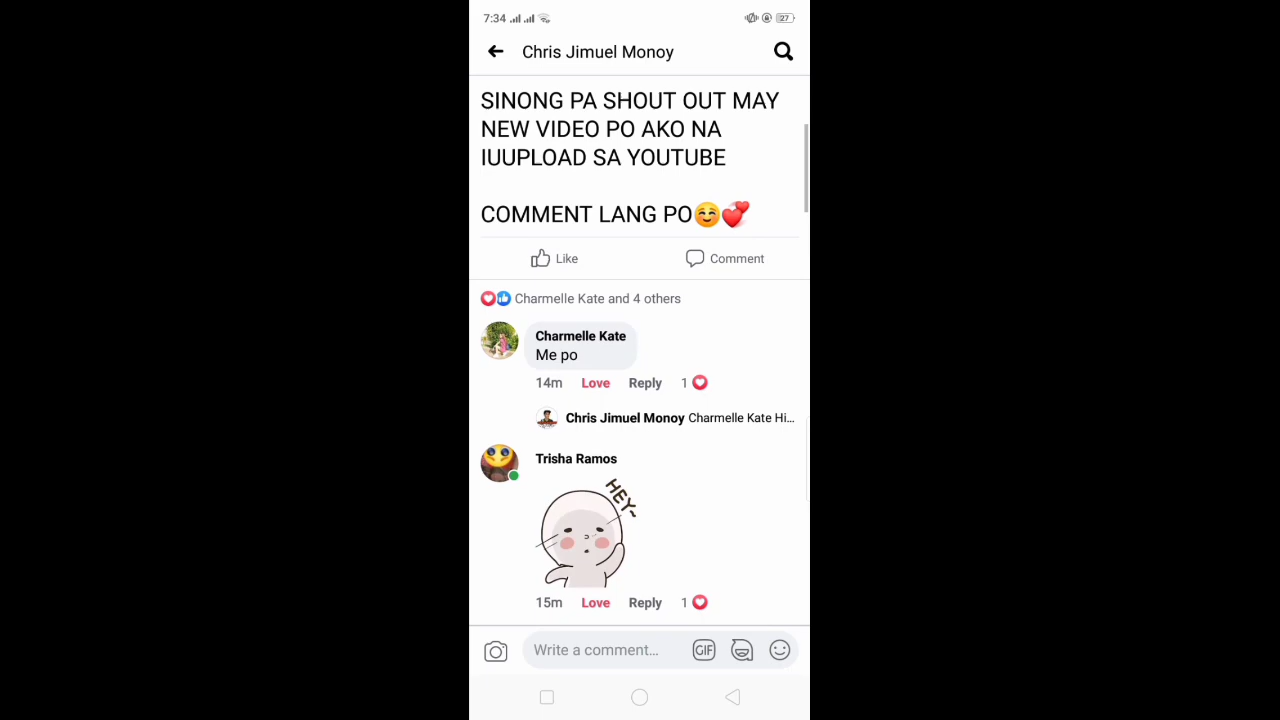 7:34
27
Chris Jimuel Monoy
SINONG PA SHOUT OUT MAY
NEW VIDEO PO AKO NA
IUUPLOAD SA YOUTUBE
COMMENT LANG PO☺️💞
Like
Comment
Charmelle Kate and 4 others
Charmelle Kate
Me po
14m Love Reply 1
Chris Jimuel Monoy Charmelle Kate Hi...
Trisha Ramos
HEY~
15m Love Reply 1
Write a comment...
GIF